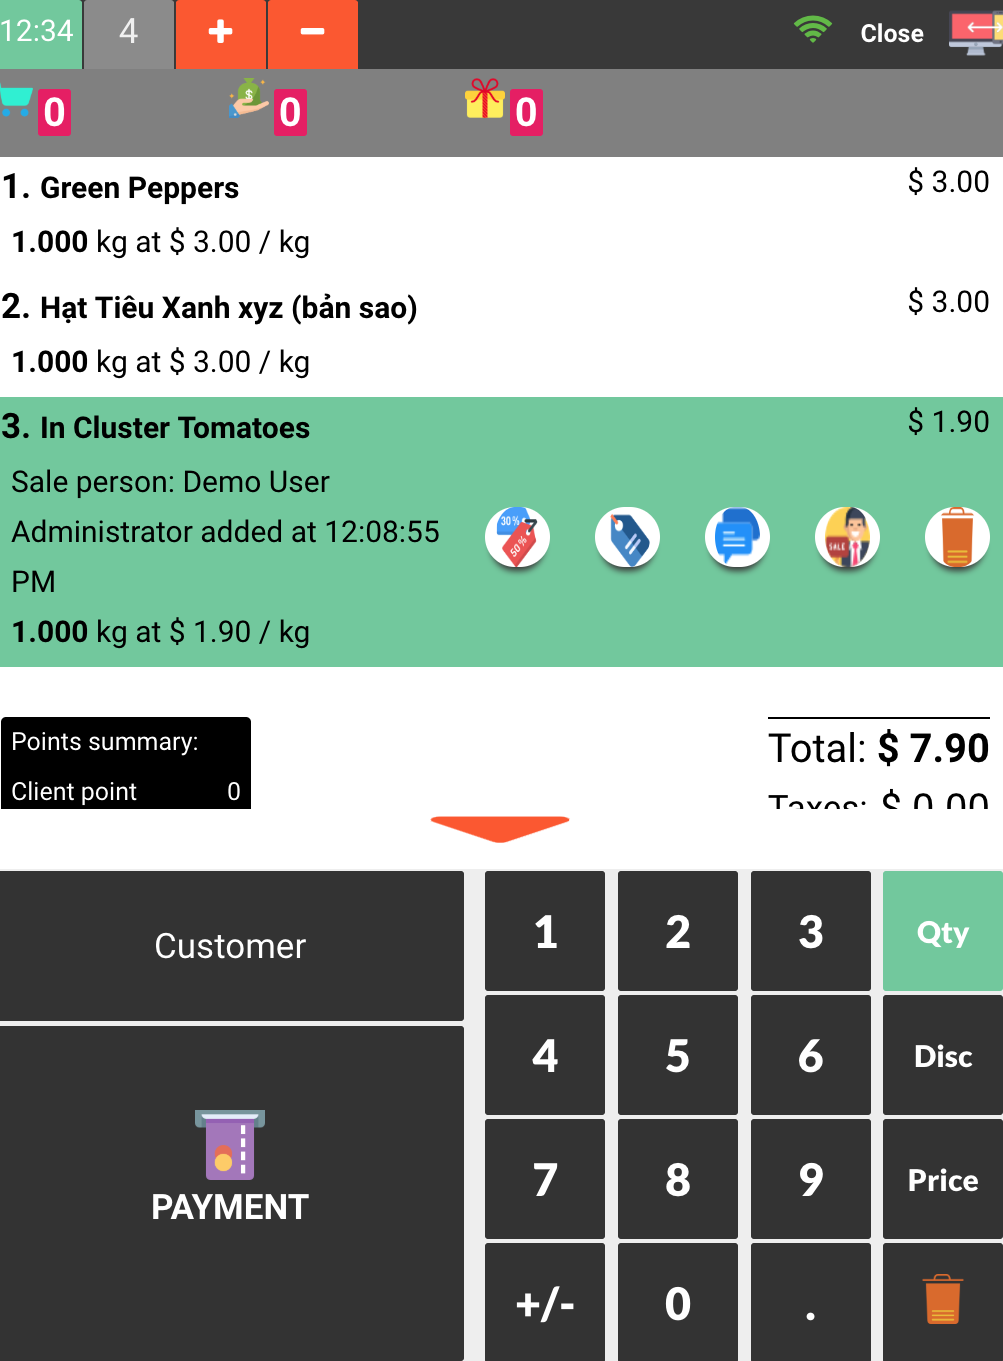 12:34 4 + − Close
0 0 0
1. Green Peppers $ 3.00
1.000 kg at $ 3.00 / kg
2. Hạt Tiêu Xanh xyz (bản sao) $ 3.00
1.000 kg at $ 3.00 / kg
3. In Cluster Tomatoes $ 1.90
Sale person: Demo User
Administrator added at 12:08:55
PM
30% 50% SALE
1.000 kg at $ 1.90 / kg
Points summary:
Total: $ 7.90
Client point 0
Taxes: $ 0.00
Customer
1 2 3 Qty
4 5 6 Disc
7 8 9 Price
PAYMENT
+/- 0 .